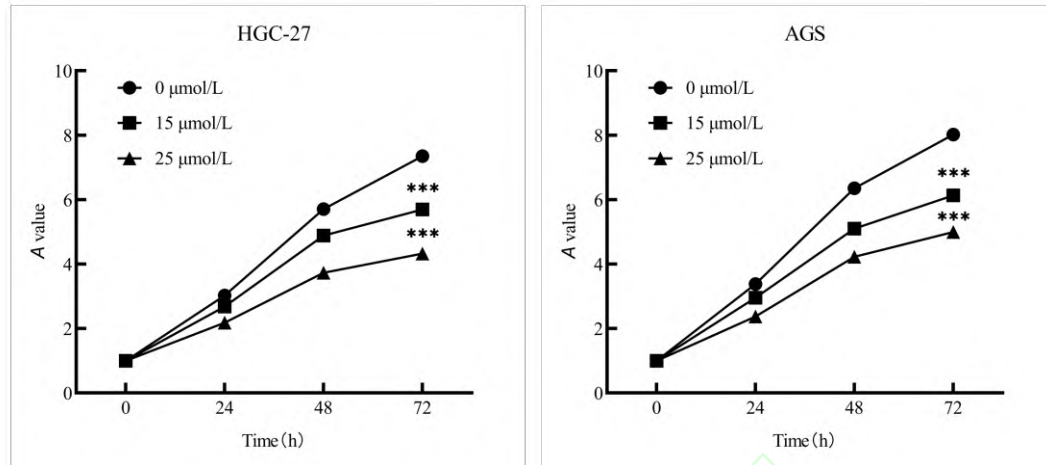 HGC-27
10
8
6
4
2
0
A value
0 μmol/L
15 μmol/L
25 μmol/L
***
***
0 24 48 72
Time(h)
AGS
10
8
6
4
2
0
A value
0 μmol/L
15 μmol/L
25 μmol/L
***
***
0 24 48 72
Time(h)